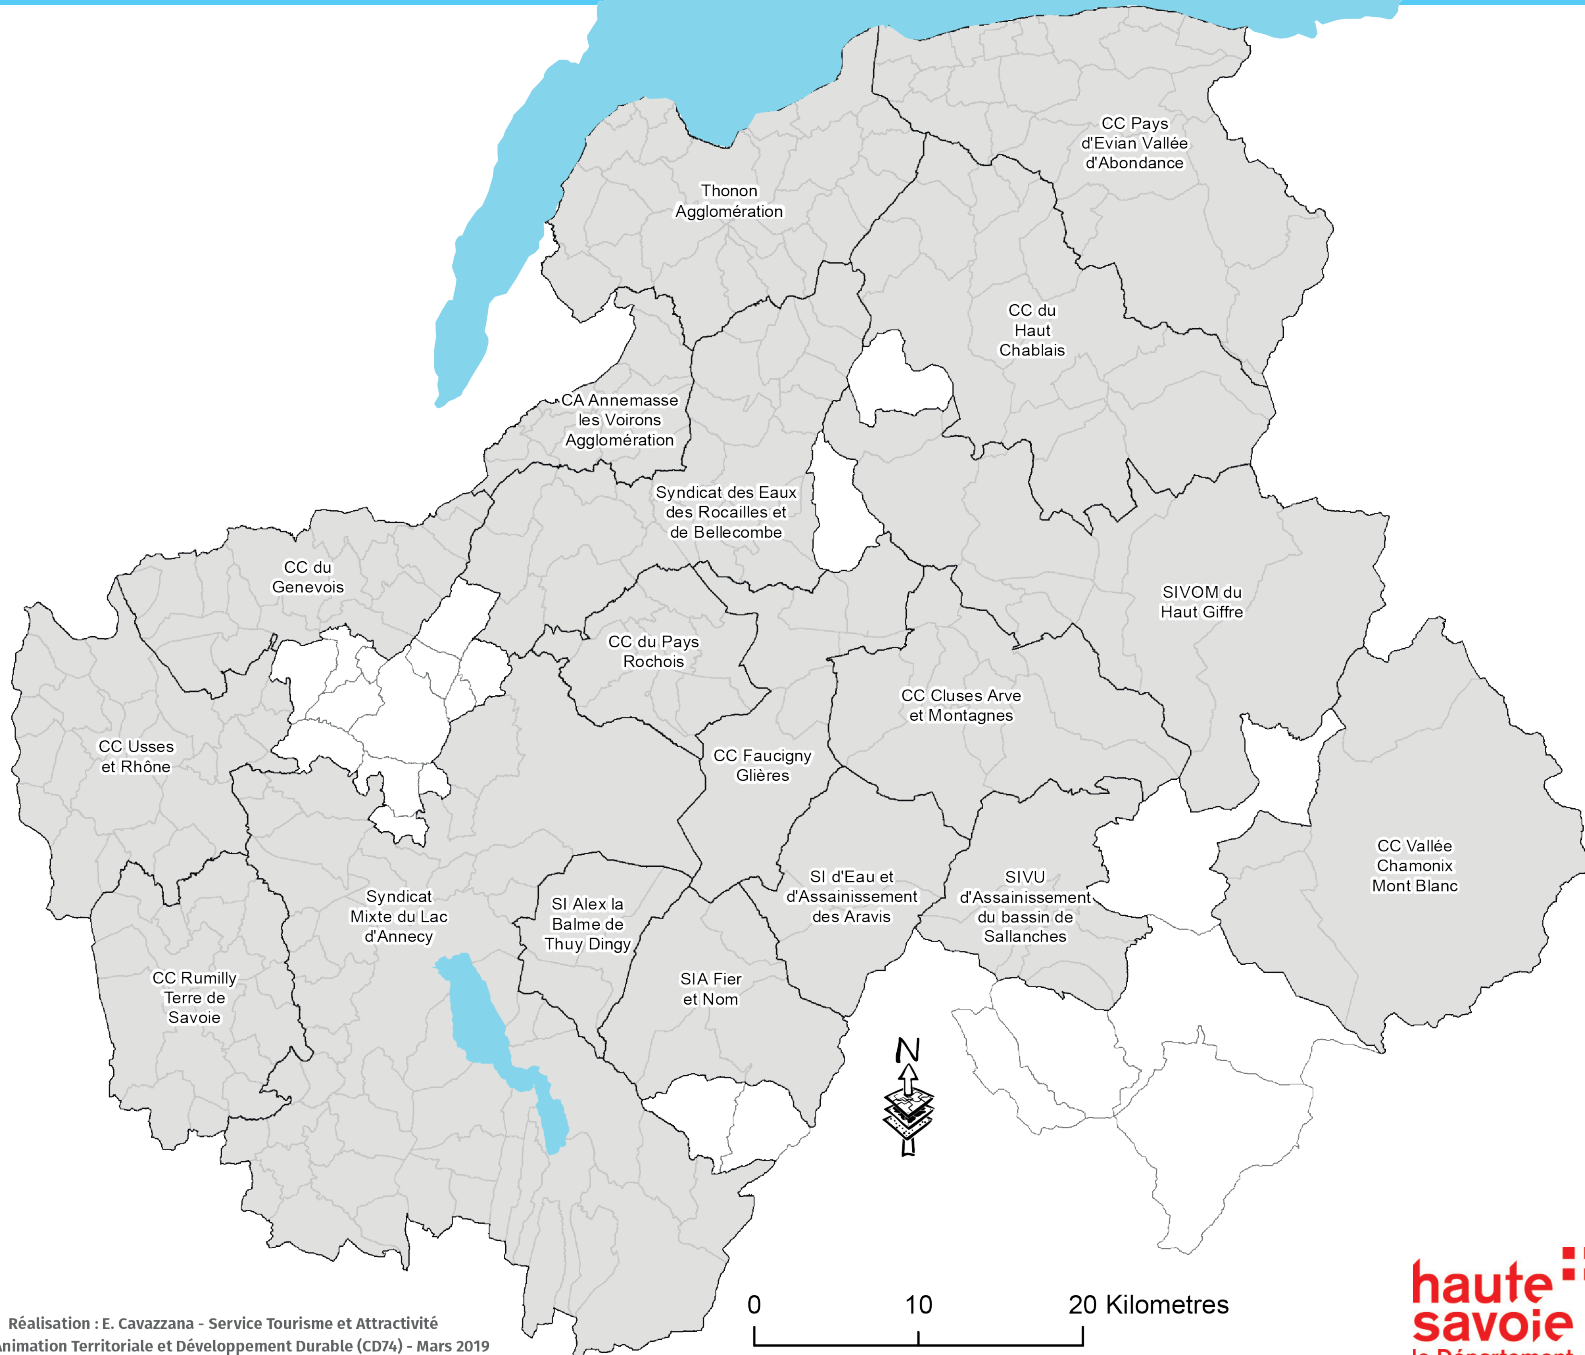 CC Pays
d'Evian Vallée
d'Abondance
Thonon
Agglomération
CC du
Haut
Chablais
CA Annemasse
les Voirons
Agglomération
Syndicat des Eaux
des Rocailles et
de Bellecombe
CC du
Genevois
SIVOM du
Haut Giffre
CC du Pays
Rochois
CC Cluses Arve
et Montagnes
CC Usses
et Rhône
CC Faucigny
Glières
CC Vallée
Chamonix
Mont Blanc
SI d'Eau et
d'Assainissement
des Aravis
SIVU
d'Assainissement
du bassin de
Sallanches
Syndicat
Mixte du Lac
d'Annecy
SI Alex la
Balme de
Thuy Dingy
CC Rumilly
Terre de
Savoie
SIA Fier
et Nom
N
0 10 20 Kilometres
Réalisation : E. Cavazzana - Service Tourisme et Attractivité
Animation Territoriale et Développement Durable (CD74) - Mars 2019
haute
savoie
le Département